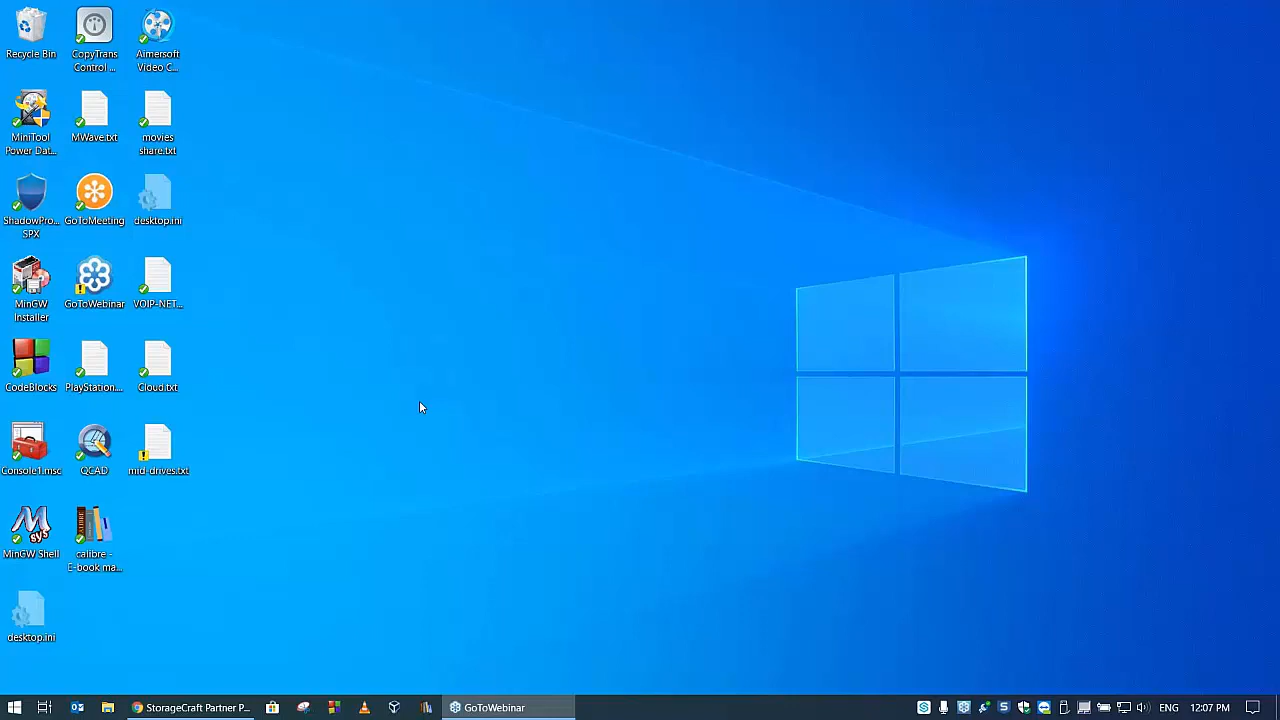 Recycle Bin
CopyTrans
Control ...
Aimersoft
Video C...
MiniTool
Power Dat...
MWave.txt
movies
share.txt
ShadowPro...
SPX
GoToMeeting
desktop.ini
MinGW
Installer
GoToWebinar
VOIP-NET...
CodeBlocks
PlayStation...
Cloud.txt
Console1.msc
QCAD
mid-drives.txt
MinGW Shell
calibre -
E-book ma...
desktop.ini
StorageCraft Partner P...
GoToWebinar
ENG
12:07 PM